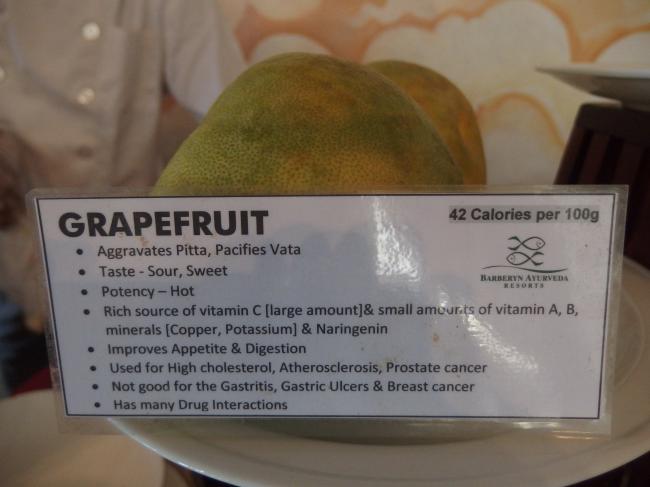 GRAPEFRUIT
42 Calories per 100g
BARBERYN AYURVEDA
RESORTS
• Aggravates Pitta, Pacifies Vata
• Taste - Sour, Sweet
• Potency – Hot
• Rich source of vitamin C [large amount]& small amounts of vitamin A, B,
minerals [Copper, Potassium] & Naringenin
• Improves Appetite & Digestion
• Used for High cholesterol, Atherosclerosis, Prostate cancer
• Not good for the Gastritis, Gastric Ulcers & Breast cancer
• Has many Drug Interactions